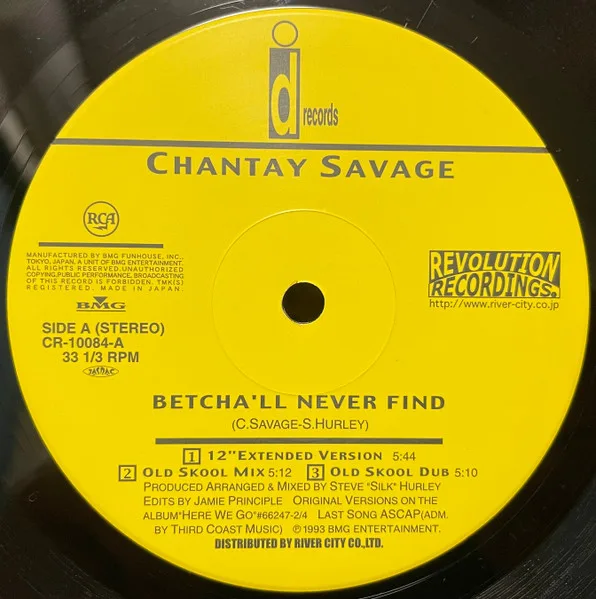 id
records
CHANTAY SAVAGE
RCA
MANUFACTURED BY BMG FUNHOUSE, INC.,
TOKYO, JAPAN, A UNIT OF BMG ENTERTAINMENT.
ALL RIGHTS RESERVED.UNAUTHORIZED
COPYING,PUBLIC PERFORMANCE, BROADCASTING
OF THIS RECORD IS FORBIDDEN. TMK(S)
REGISTERED. MADE IN JAPAN.
BMG
REVOLUTION
RECORDINGS.
http://www.river-city.co.jp
SIDE A (STEREO)
CR-10084-A
33 1/3 RPM
JASRAC
BETCHA'LL NEVER FIND
(C.SAVAGE-S.HURLEY)
1 12"EXTENDED VERSION 5:44
2 OLD SKOOL MIX 5:12 3 OLD SKOOL DUB 5:10
PRODUCED ARRANGED & MIXED BY STEVE "SILK" HURLEY
EDITS BY JAMIE PRINCIPLE ORIGINAL VERSIONS ON THE
ALBUM"HERE WE GO"#66247-2/4 LAST SONG ASCAP(ADM.
BY THIRD COAST MUSIC) ℗1993 BMG ENTERTAINMENT.
DISTRIBUTED BY RIVER CITY CO.,LTD.